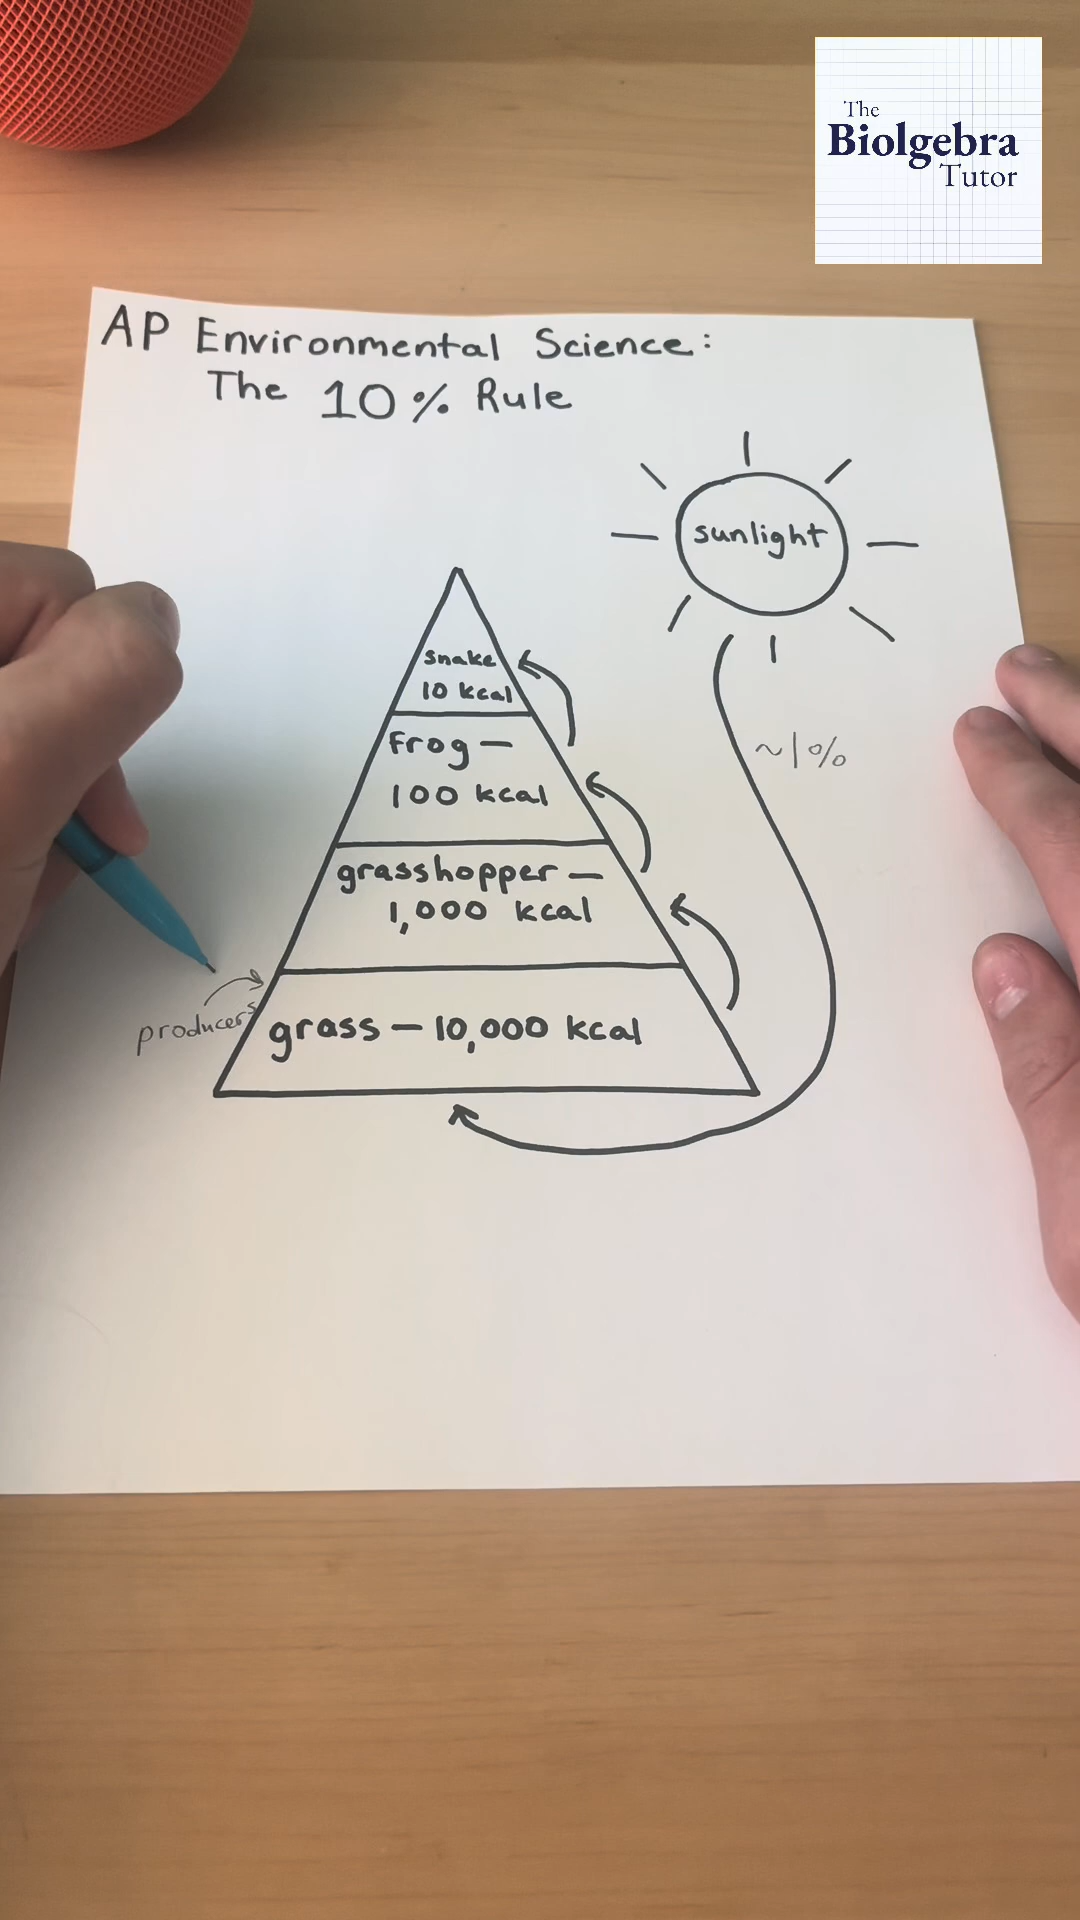 The
Biolgebra
Tutor
AP Environmental Science:
The 10% Rule
sunlight
snake
10 kcal
~1%
Frog —
100 kcal
grasshopper —
1,000 kcal
producers
grass — 10,000 kcal